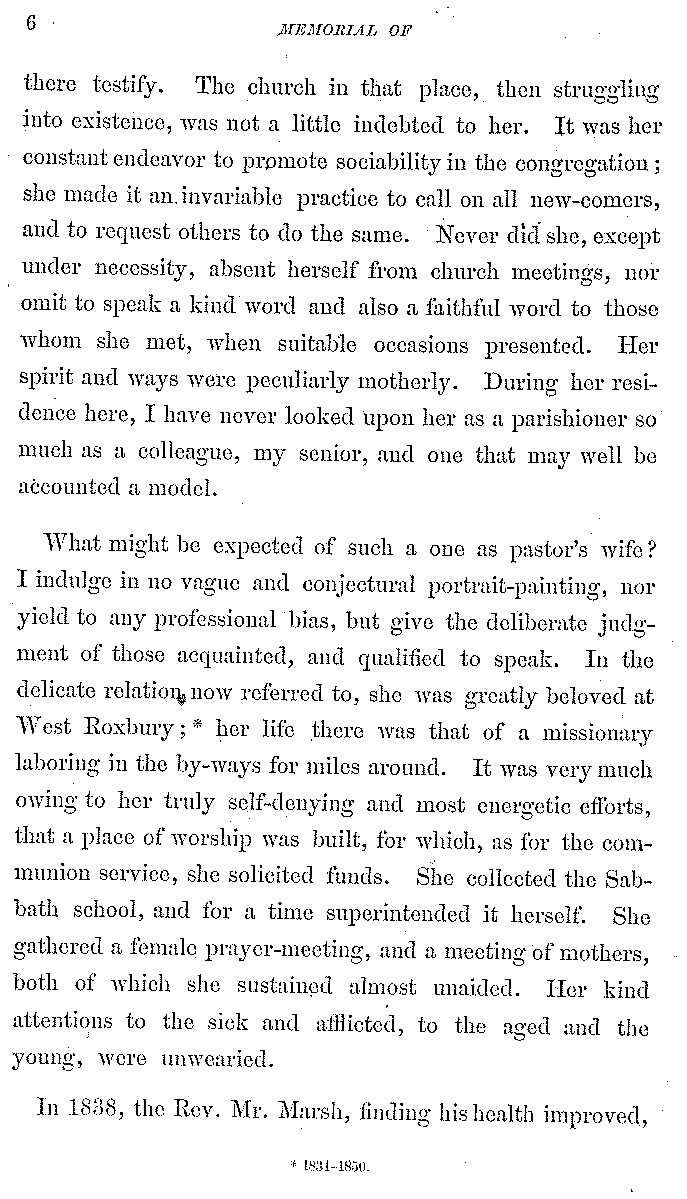 6
MEMORIAL OF
there testify. The church in that place, then struggling
into existence, was not a little indebted to her. It was her
constant endeavor to promote sociability in the congregation;
she made it an invariable practice to call on all new-comers,
and to request others to do the same. Never did she, except
under necessity, absent herself from church meetings, nor
omit to speak a kind word and also a faithful word to those
whom she met, when suitable occasions presented. Her
spirit and ways were peculiarly motherly. During her resi-
dence here, I have never looked upon her as a parishioner so
much as a colleague, my senior, and one that may well be
accounted a model.
What might be expected of such a one as pastor's wife?
I indulge in no vague and conjectural portrait-painting, nor
yield to any professional bias, but give the deliberate judg-
ment of those acquainted, and qualified to speak. In the
delicate relation, now referred to, she was greatly beloved at
West Roxbury;* her life there was that of a missionary
laboring in the by-ways for miles around. It was very much
owing to her truly self-denying and most energetic efforts,
that a place of worship was built, for which, as for the com-
munion service, she solicited funds. She collected the Sab-
bath school, and for a time superintended it herself. She
gathered a female prayer-meeting, and a meeting of mothers,
both of which she sustained almost unaided. Her kind
attentions to the sick and afflicted, to the aged and the
young, were unwearied.
In 1838, the Rev. Mr. Marsh, finding his health improved,
* 1834-1850.